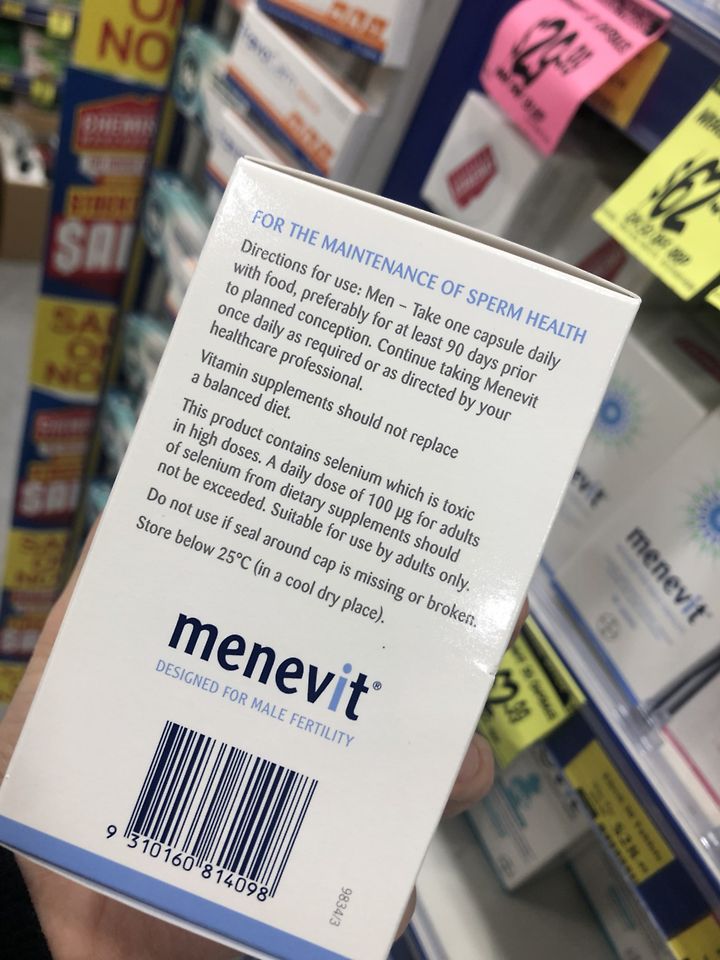 FOR THE MAINTENANCE OF SPERM HEALTH
Directions for use: Men – Take one capsule daily
with food, preferably for at least 90 days prior
to planned conception. Continue taking Menevit
once daily as required or as directed by your
healthcare professional.
Vitamin supplements should not replace
a balanced diet.
This product contains selenium which is toxic
in high doses. A daily dose of 100 µg for adults
of selenium from dietary supplements should
not be exceeded. Suitable for use by adults only.
Do not use if seal around cap is missing or broken.
Store below 25°C (in a cool dry place).
menevit®
DESIGNED FOR MALE FERTILITY
9 310160 814098
9834/3
menevit